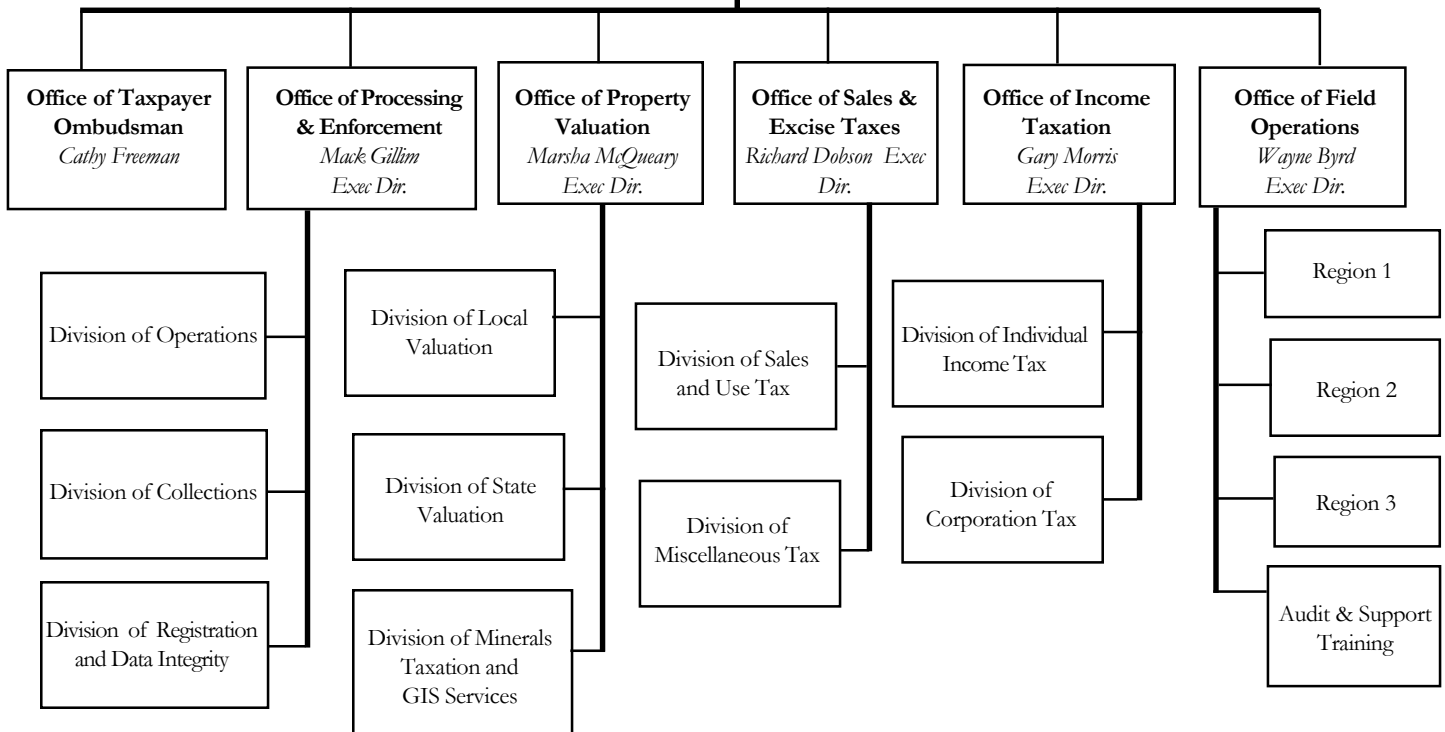 Office of Taxpayer
Ombudsman
Cathy Freeman
Office of Processing
& Enforcement
Mack Gillim
Exec Dir.
Office of Property
Valuation
Marsha McQueary
Exec Dir.
Office of Sales &
Excise Taxes
Richard Dobson Exec
Dir.
Office of Income
Taxation
Gary Morris
Exec Dir.
Office of Field
Operations
Wayne Byrd
Exec Dir.
Division of Operations
Division of Collections
Division of Registration
and Data Integrity
Division of Local
Valuation
Division of State
Valuation
Division of Minerals
Taxation and
GIS Services
Division of Sales
and Use Tax
Division of
Miscellaneous Tax
Division of Individual
Income Tax
Division of
Corporation Tax
Region 1
Region 2
Region 3
Audit & Support
Training